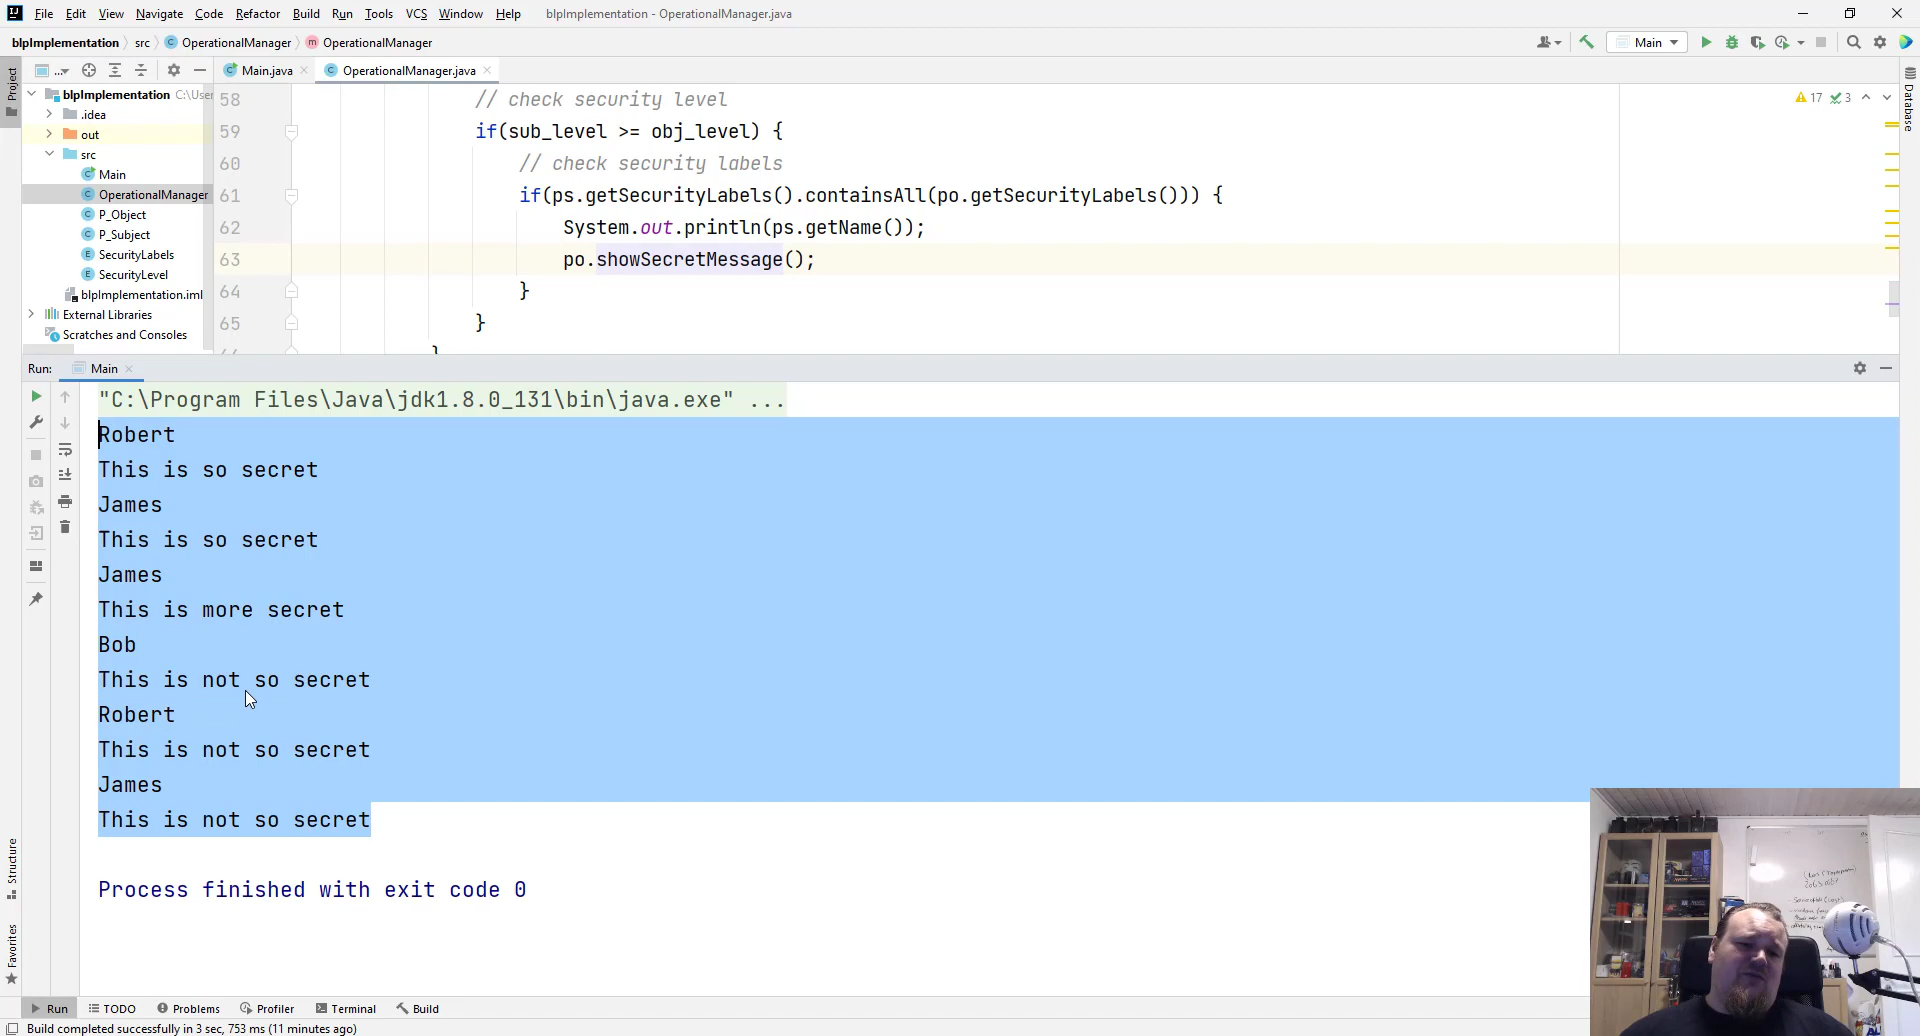 File Edit View Navigate Code Refactor Build Run Tools VCS Window Help blpImplementation - OperationalManager.java
blpImplementation src OperationalManager OperationalManager Main
Project
... Main.java OperationalManager.java
blpImplementation C:\User
.idea
out
src
Main
OperationalManager
P_Object
P_Subject
SecurityLabels
SecurityLevel
blpImplementation.iml
External Libraries
Scratches and Consoles
58 // check security level
59 if(sub_level >= obj_level) {
60 // check security labels
61 if(ps.getSecurityLabels().containsAll(po.getSecurityLabels())) {
62 System.out.println(ps.getName());
63 po.showSecretMessage();
64 }
65 }
}
17 3
Database
Run: Main
"C:\Program Files\Java\jdk1.8.0_131\bin\java.exe" ...
Robert
This is so secret
James
This is so secret
James
This is more secret
Bob
This is not so secret
Robert
This is not so secret
James
This is not so secret
Process finished with exit code 0
Structure
Favorites
Run TODO Problems Profiler Terminal Build
Build completed successfully in 3 sec, 753 ms (11 minutes ago)